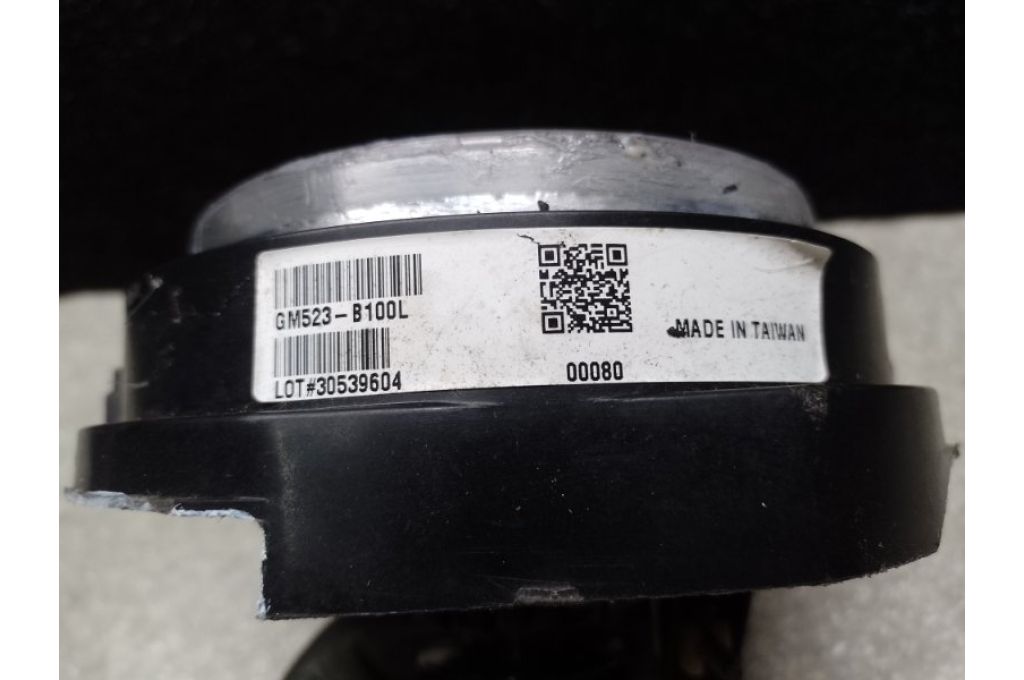 GM523-B100L
LOT#30539604
00080
MADE IN TAIWAN